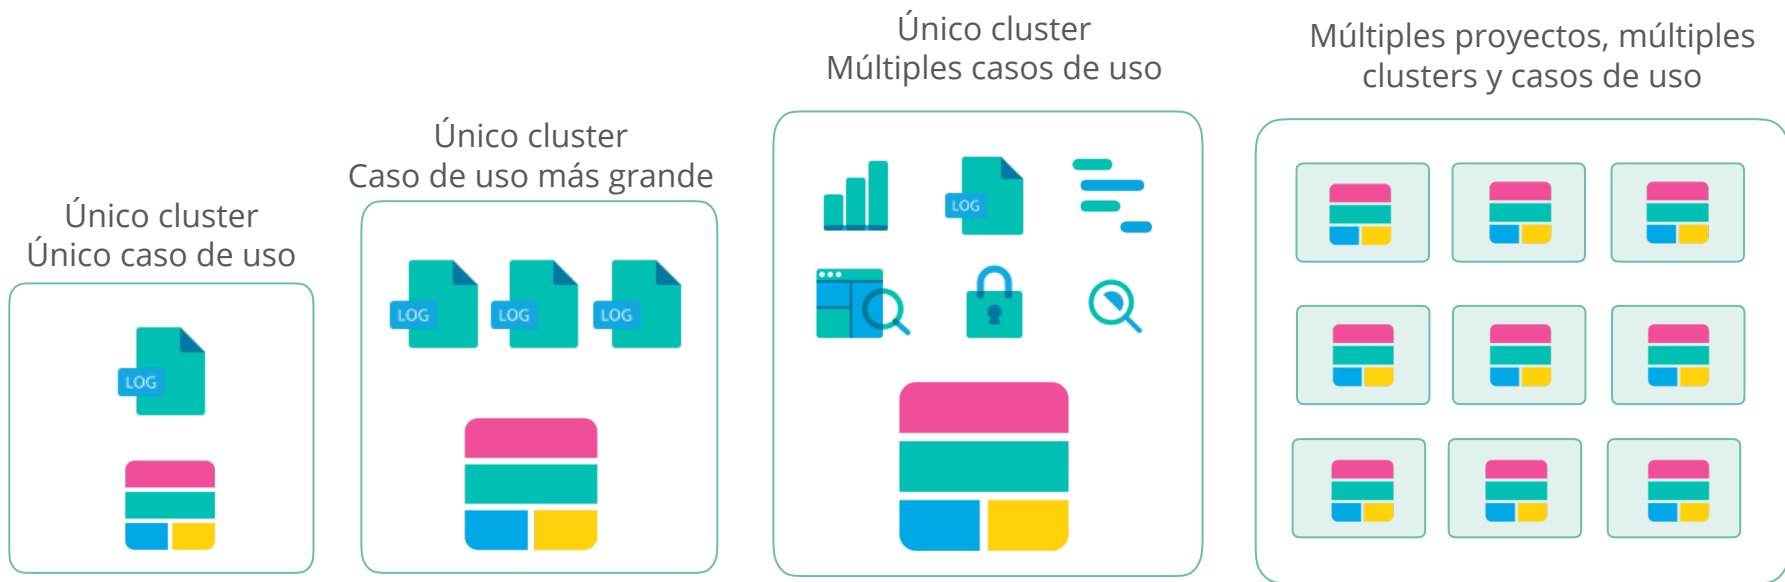 Único cluster
Único caso de uso
LOG
Único cluster
Caso de uso más grande
LOG
LOG
LOG
Único cluster
Múltiples casos de uso
LOG
Múltiples proyectos, múltiples
clusters y casos de uso